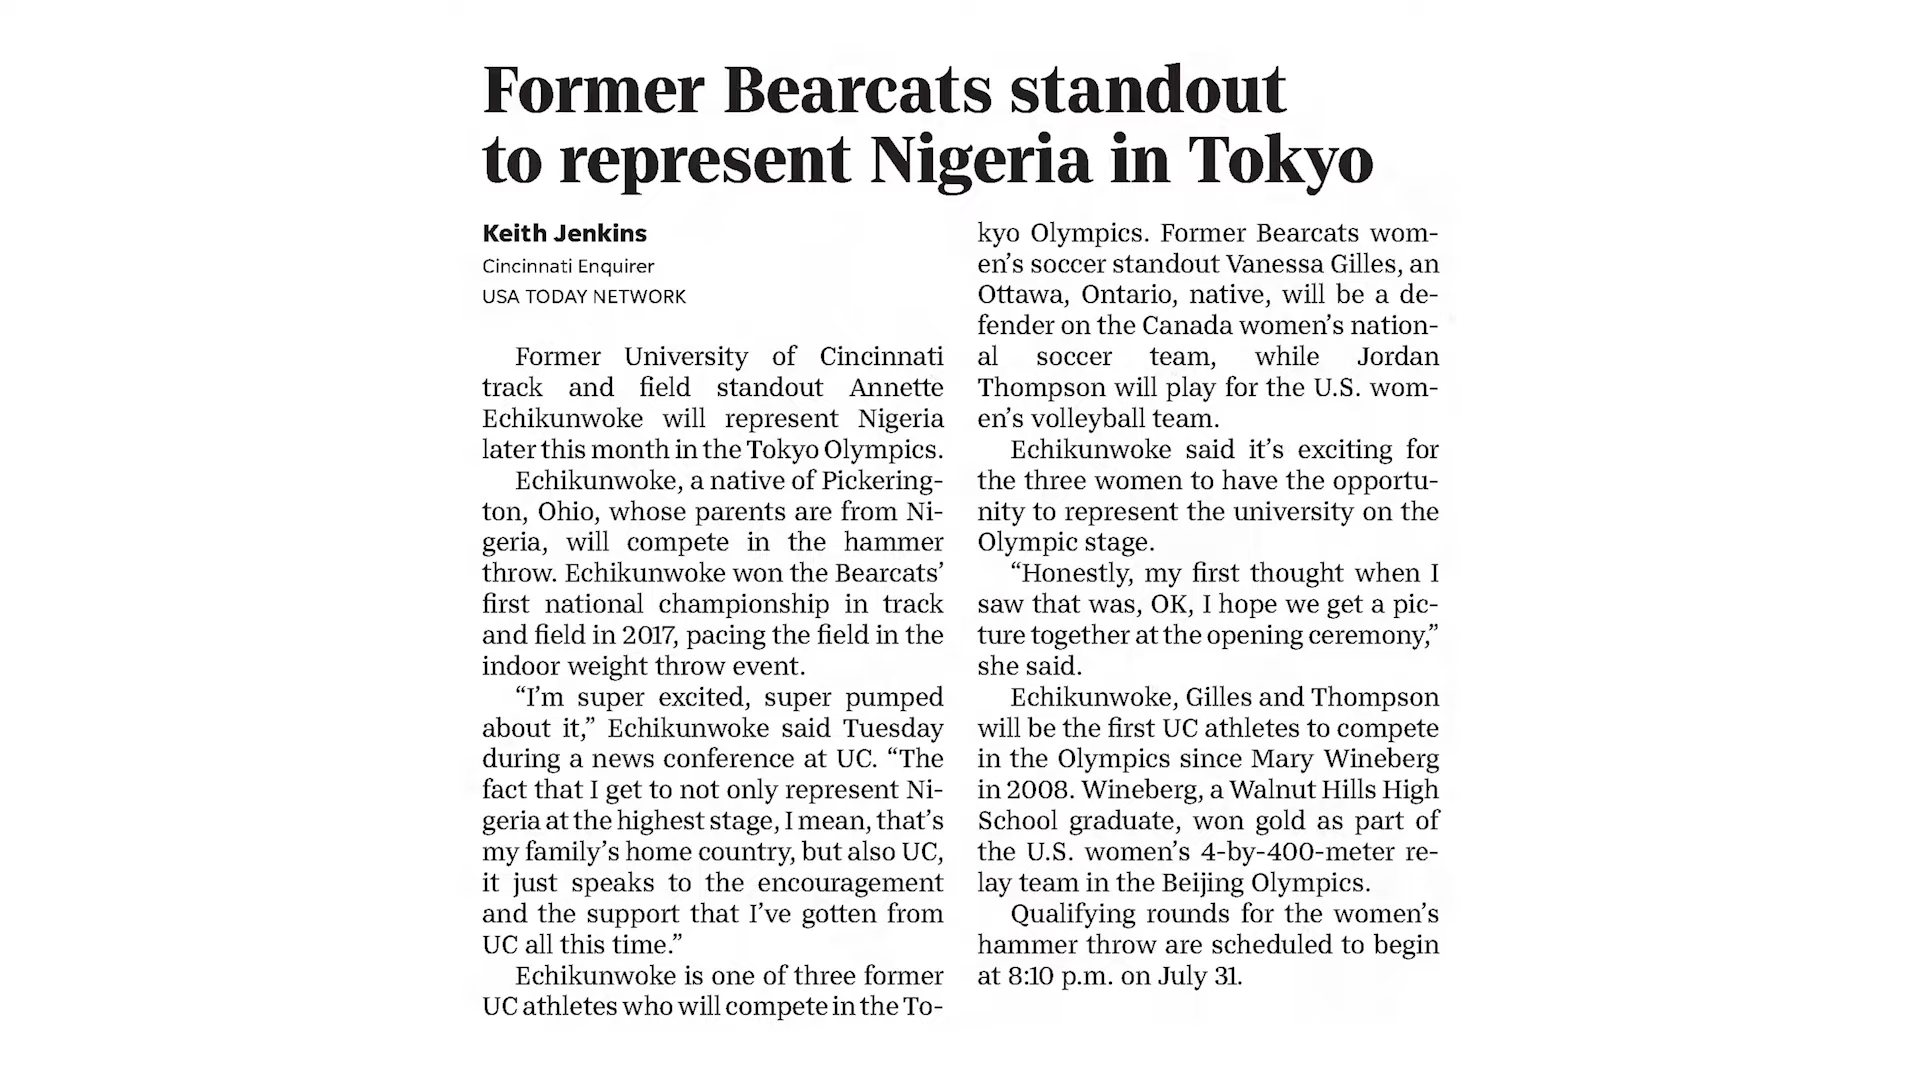 Former Bearcats standout
to represent Nigeria in Tokyo
Keith Jenkins
Cincinnati Enquirer
USA TODAY NETWORK
Former University of Cincinnati
track and field standout Annette
Echikunwoke will represent Nigeria
later this month in the Tokyo Olympics.
Echikunwoke, a native of Pickering-
ton, Ohio, whose parents are from Ni-
geria, will compete in the hammer
throw. Echikunwoke won the Bearcats’
first national championship in track
and field in 2017, pacing the field in the
indoor weight throw event.
“I’m super excited, super pumped
about it,” Echikunwoke said Tuesday
during a news conference at UC. “The
fact that I get to not only represent Ni-
geria at the highest stage, I mean, that’s
my family’s home country, but also UC,
it just speaks to the encouragement
and the support that I’ve gotten from
UC all this time.”
Echikunwoke is one of three former
UC athletes who will compete in the To-
kyo Olympics. Former Bearcats wom-
en’s soccer standout Vanessa Gilles, an
Ottawa, Ontario, native, will be a de-
fender on the Canada women’s nation-
al soccer team, while Jordan
Thompson will play for the U.S. wom-
en’s volleyball team.
Echikunwoke said it’s exciting for
the three women to have the opportu-
nity to represent the university on the
Olympic stage.
“Honestly, my first thought when I
saw that was, OK, I hope we get a pic-
ture together at the opening ceremony,”
she said.
Echikunwoke, Gilles and Thompson
will be the first UC athletes to compete
in the Olympics since Mary Wineberg
in 2008. Wineberg, a Walnut Hills High
School graduate, won gold as part of
the U.S. women’s 4-by-400-meter re-
lay team in the Beijing Olympics.
Qualifying rounds for the women’s
hammer throw are scheduled to begin
at 8:10 p.m. on July 31.